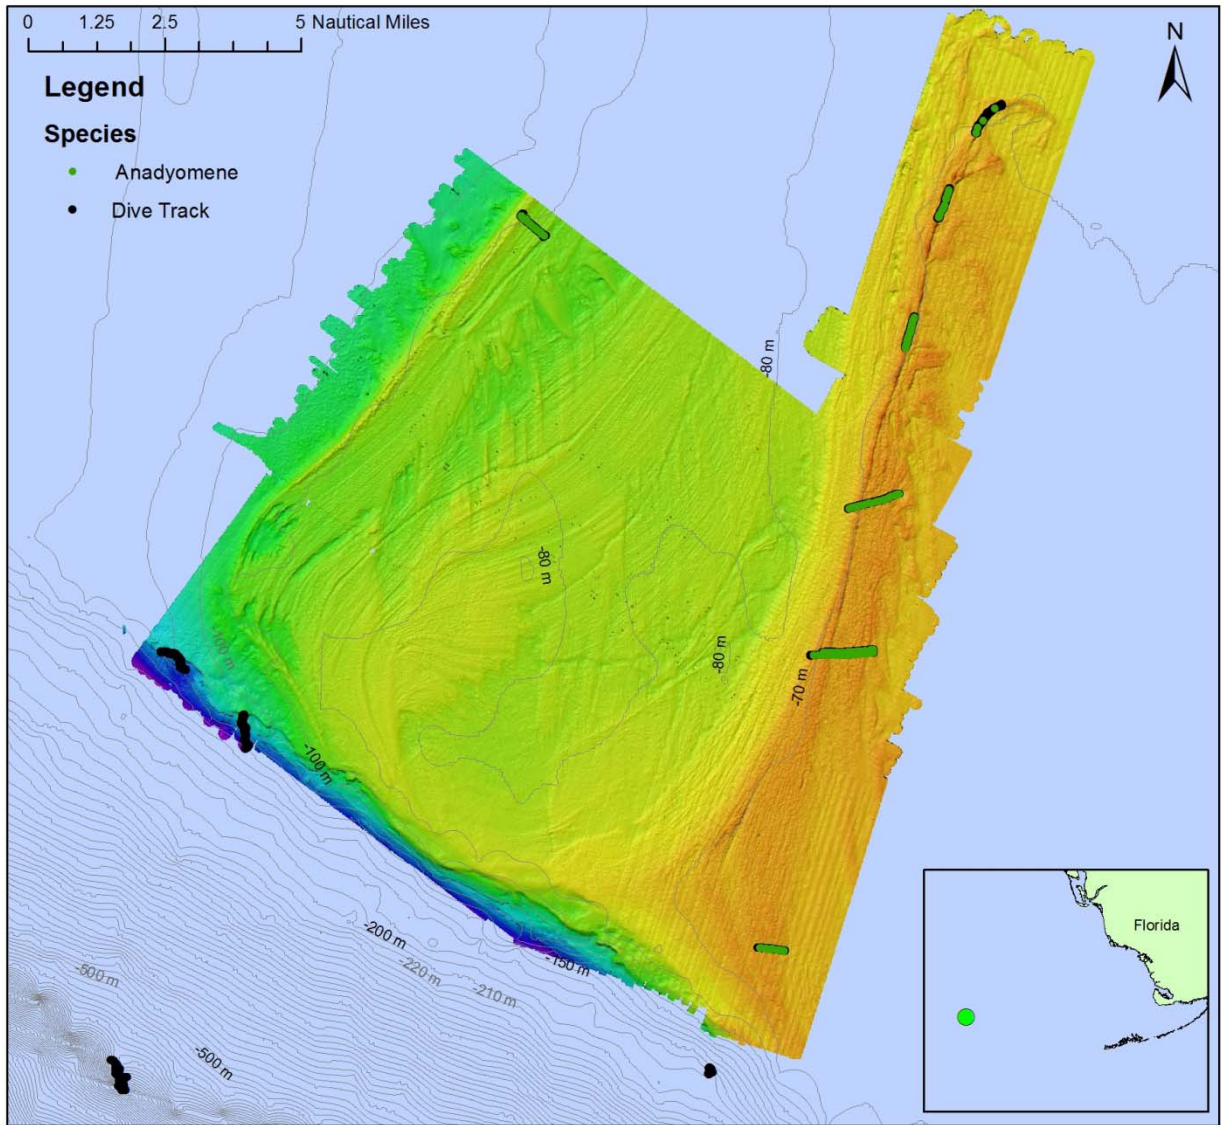 0 1.25 2.5 5 Nautical Miles
N
Legend
Species
Anadyomene
Dive Track
-80 m
-80 m
-100 m
-80 m
-70 m
-100 m
-200 m
-150 m
-220 m
-210 m
-500 m
-500 m
Florida